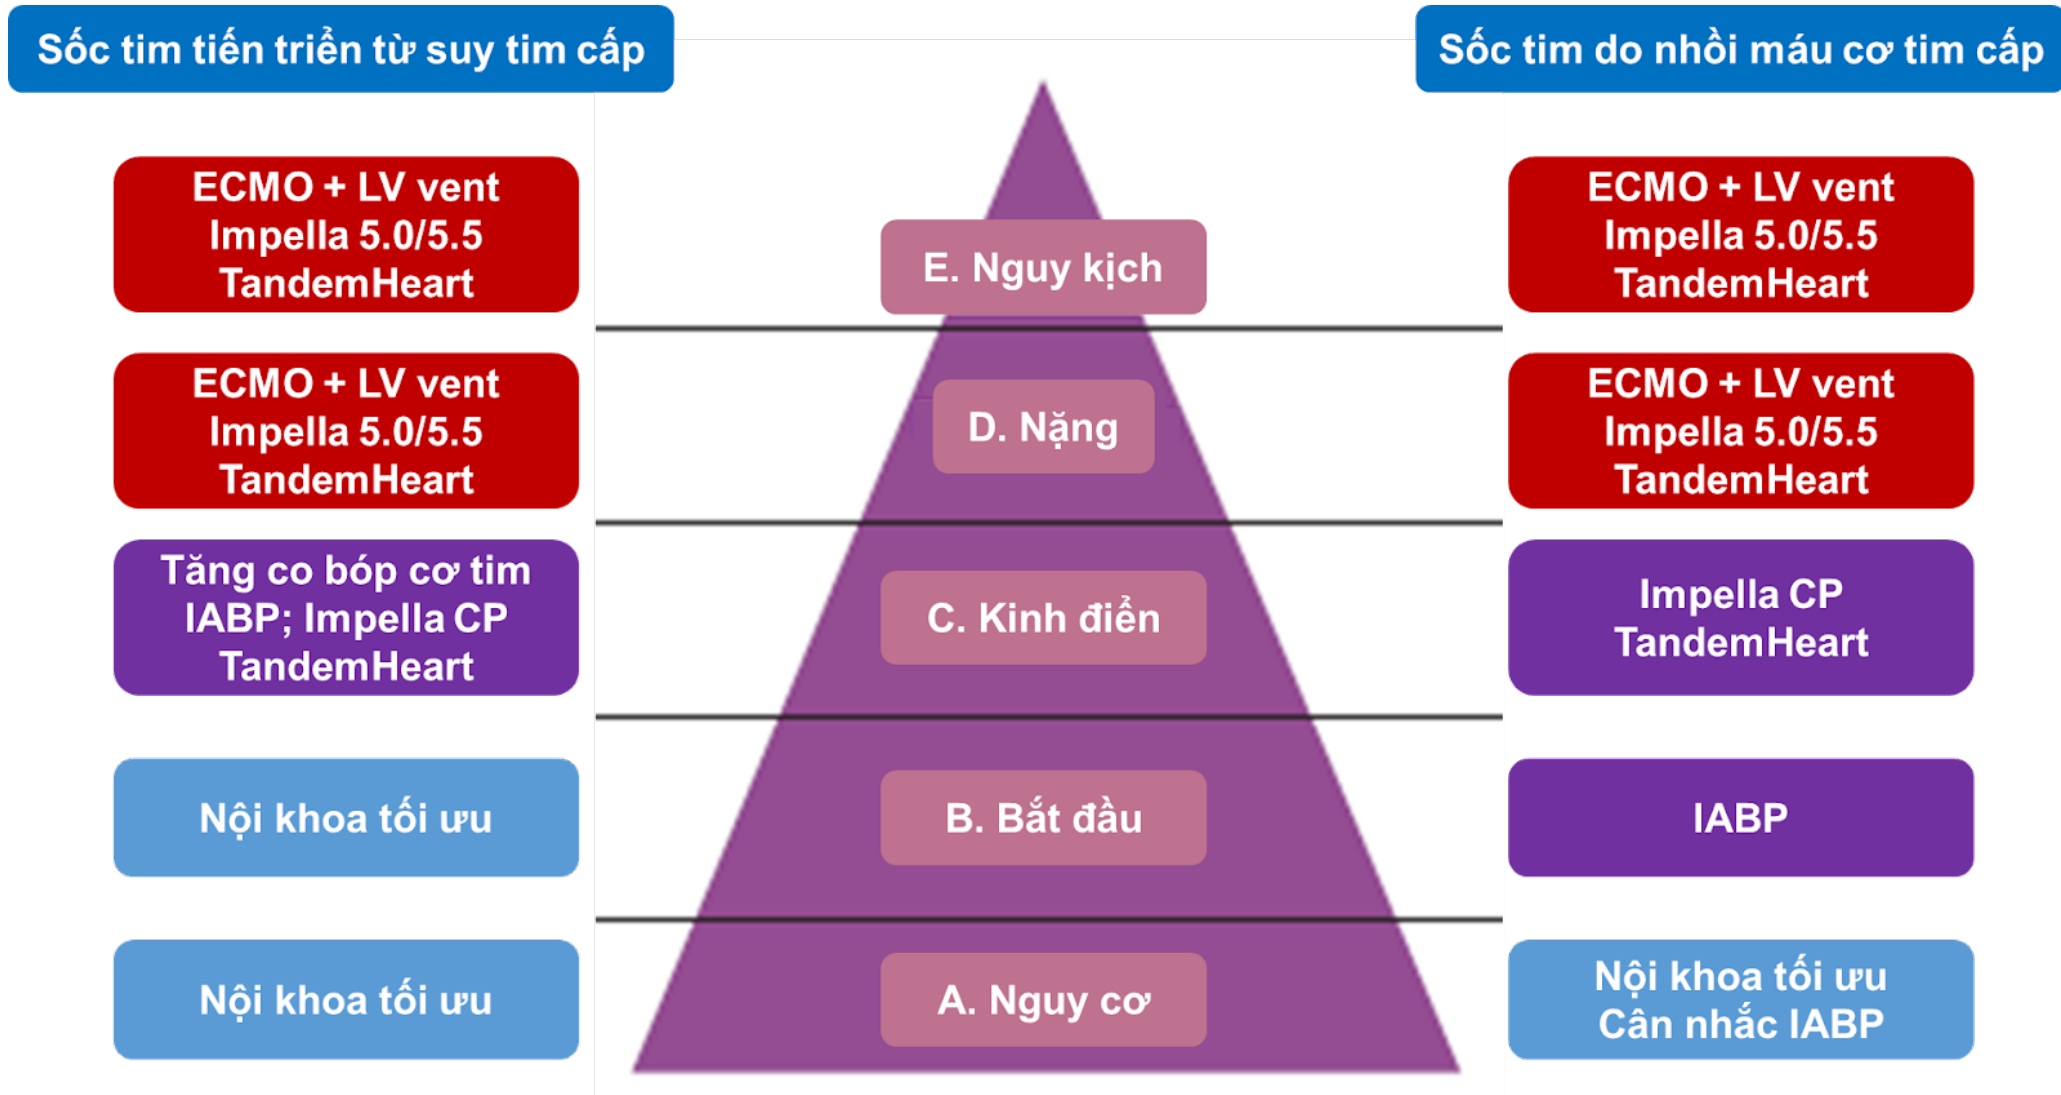 Sốc tim tiến triển từ suy tim cấp
Sốc tim do nhồi máu cơ tim cấp
ECMO + LV vent
Impella 5.0/5.5
TandemHeart
E. Nguy kịch
ECMO + LV vent
Impella 5.0/5.5
TandemHeart
ECMO + LV vent
Impella 5.0/5.5
TandemHeart
D. Nặng
ECMO + LV vent
Impella 5.0/5.5
TandemHeart
Tăng co bóp cơ tim
IABP; Impella CP
TandemHeart
C. Kinh điển
Impella CP
TandemHeart
Nội khoa tối ưu
B. Bắt đầu
IABP
Nội khoa tối ưu
A. Nguy cơ
Nội khoa tối ưu
Cân nhắc IABP